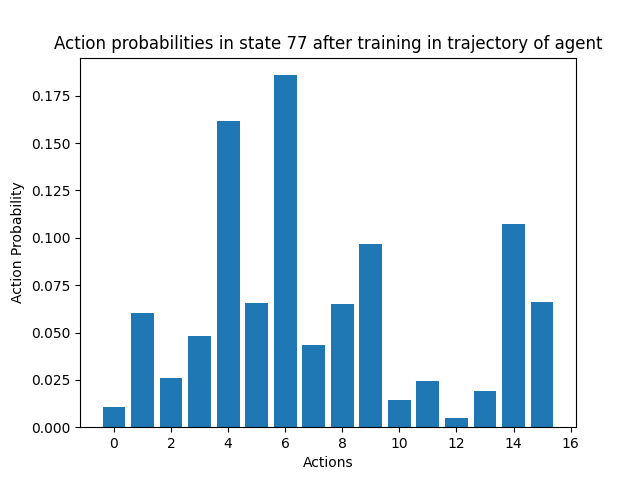 Action probabilities in state 77 after training in trajectory of agent
0.175
0.150
0.125
0.100
0.075
0.050
0.025
0.000
Action Probability
0 2 4 6 8 10 12 14 16
Actions